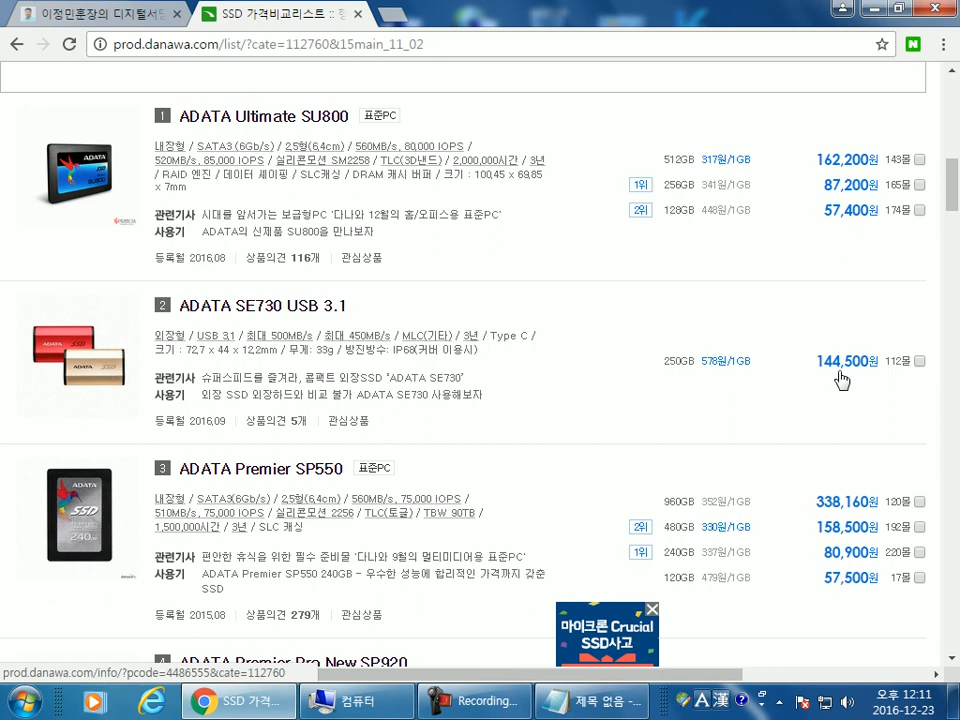 이정민훈장의 디지털서당
SSD 가격비교리스트 :: 행
prod.danawa.com/list/?cate=112760&15main_11_02
1 ADATA Ultimate SU800 표준PC
내장형 / SATA3 (6Gb/s) / 2.5형(6.4cm) / 560MB/s, 80,000 IOPS /
520MB/s, 85,000 IOPS / 실리콘모션 SM2258 / TLC(3D낸드) / 2,000,000시간 / 3년
/ RAID 엔진 / 데이터 셰이핑 / SLC캐싱 / DRAM 캐시 버퍼 / 크기 : 100.45 x 69.85
x 7mm
관련기사 시대를 앞서가는 보급형PC '다나와 12월의 홈/오피스용 표준PC'
사용기 ADATA의 신제품 SU800을 만나보자
등록월 2016.08 | 상품의견 116개 | 관심상품
512GB 317원/1GB 162,200원 143몰
1위 256GB 341원/1GB 87,200원 165몰
2위 128GB 448원/1GB 57,400원 174몰
2 ADATA SE730 USB 3.1
외장형 / USB 3.1 / 최대 500MB/s / 최대 450MB/s / MLC(기타) / 3년 / Type C /
크기 : 72.7 x 44 x 12.2mm / 무게: 33g / 방진방수: IP68(커버 이용시)
관련기사 슈퍼스피드를 즐겨라, 콤팩트 외장SSD 'ADATA SE730'
사용기 외장 SSD 외장하드와 비교 불가 ADATA SE730 사용해보자
등록월 2016.09 | 상품의견 5개 | 관심상품
250GB 578원/1GB 144,500원 112몰
3 ADATA Premier SP550 표준PC
내장형 / SATA3(6Gb/s) / 2.5형(6.4cm) / 560MB/s, 75,000 IOPS /
510MB/s, 75,000 IOPS / 실리콘모션 2256 / TLC(토글) / TBW 90TB /
1,500,000시간 / 3년 / SLC 캐싱
관련기사 편안한 휴식을 위한 필수 준비물 '다나와 9월의 멀티미디어용 표준PC'
사용기 ADATA Premier SP550 240GB - 우수한 성능에 합리적인 가격까지 갖춘
SSD
등록월 2015.08 | 상품의견 279개 | 관심상품
960GB 352원/1GB 338,160원 120몰
2위 480GB 330원/1GB 158,500원 192몰
1위 240GB 337원/1GB 80,900원 220몰
120GB 479원/1GB 57,500원 17몰
ADATA
ADATA
ADATA
ADATA
SSD
240GB
마이크론 Crucial
SSD사고
4 ADATA Premier Pro New SP920
prod.danawa.com/info/?pcode=4486555&cate=112760
SSD 가격...
컴퓨터
Recording...
제목 없음 -...
A 漢
오후 12:11
2016-12-23